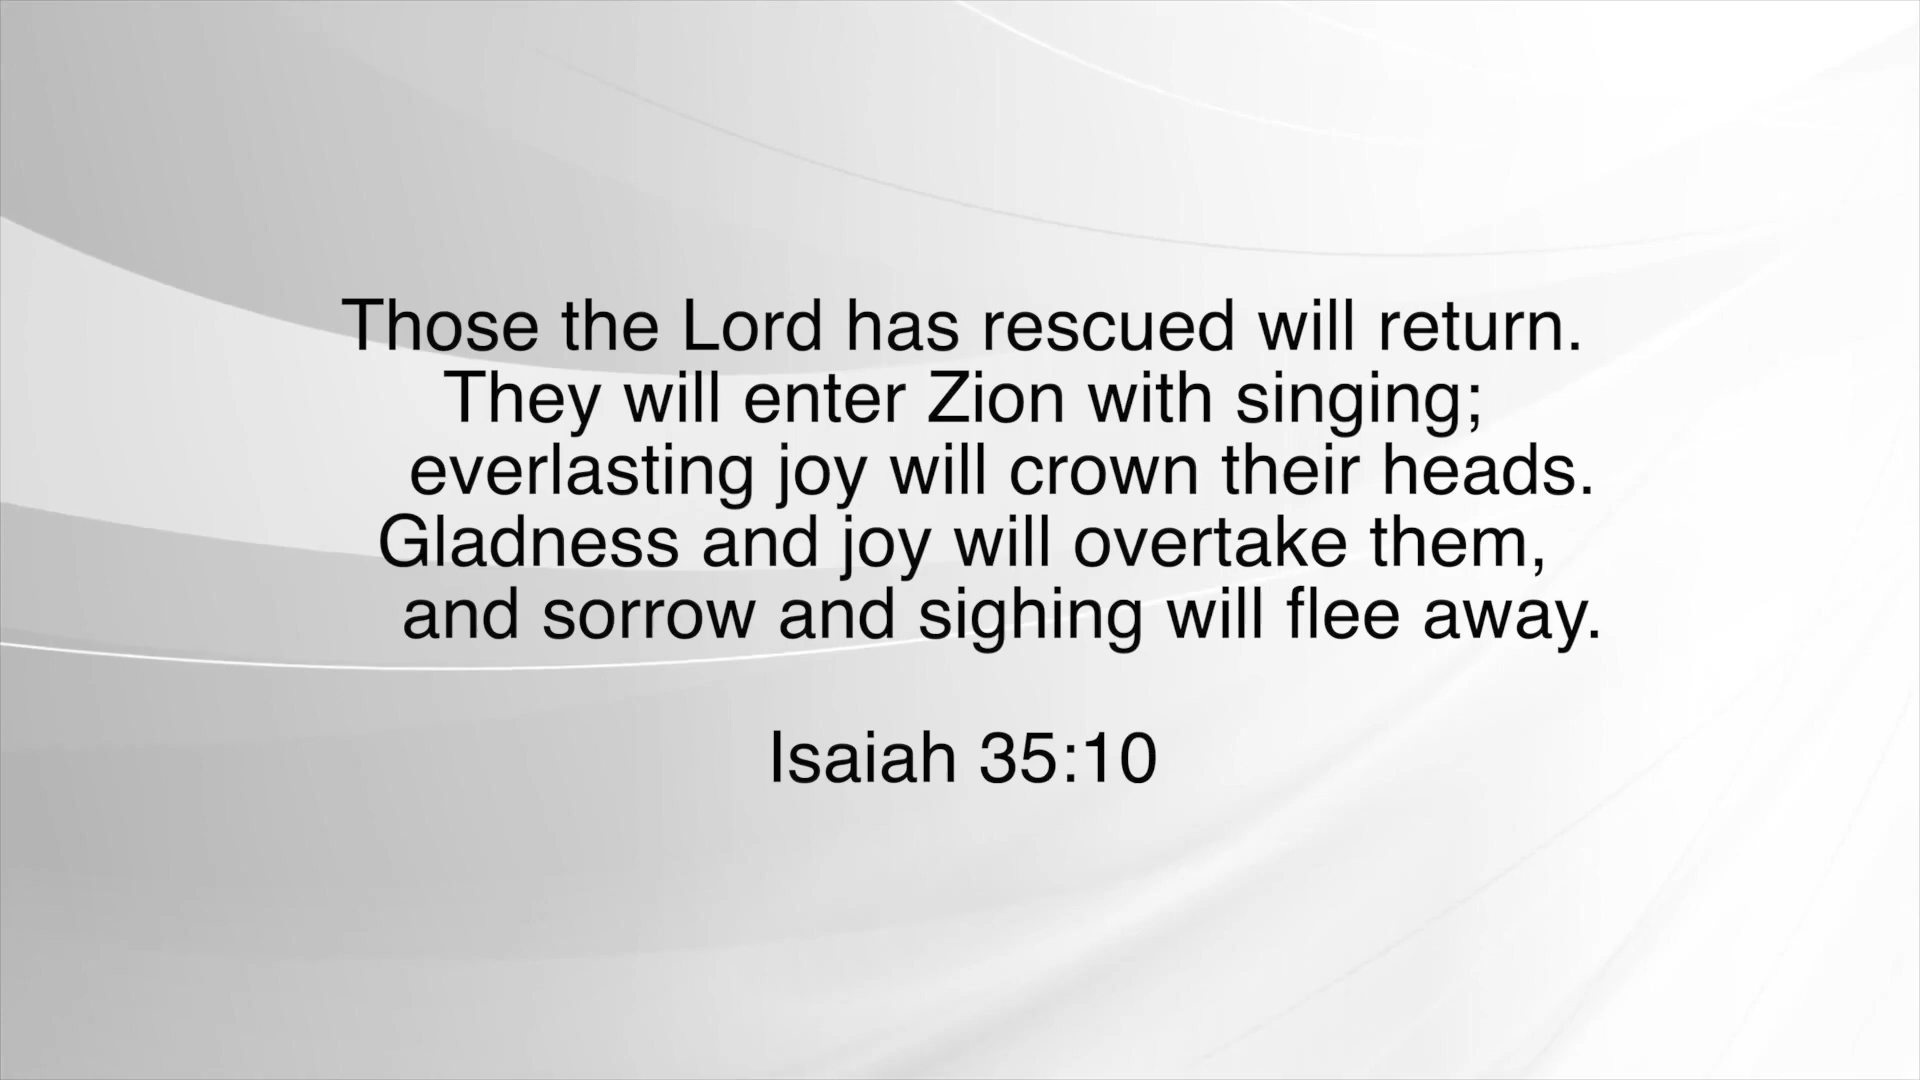 Those the Lord has rescued will return.
They will enter Zion with singing;
everlasting joy will crown their heads.
Gladness and joy will overtake them,
and sorrow and sighing will flee away.
Isaiah 35:10